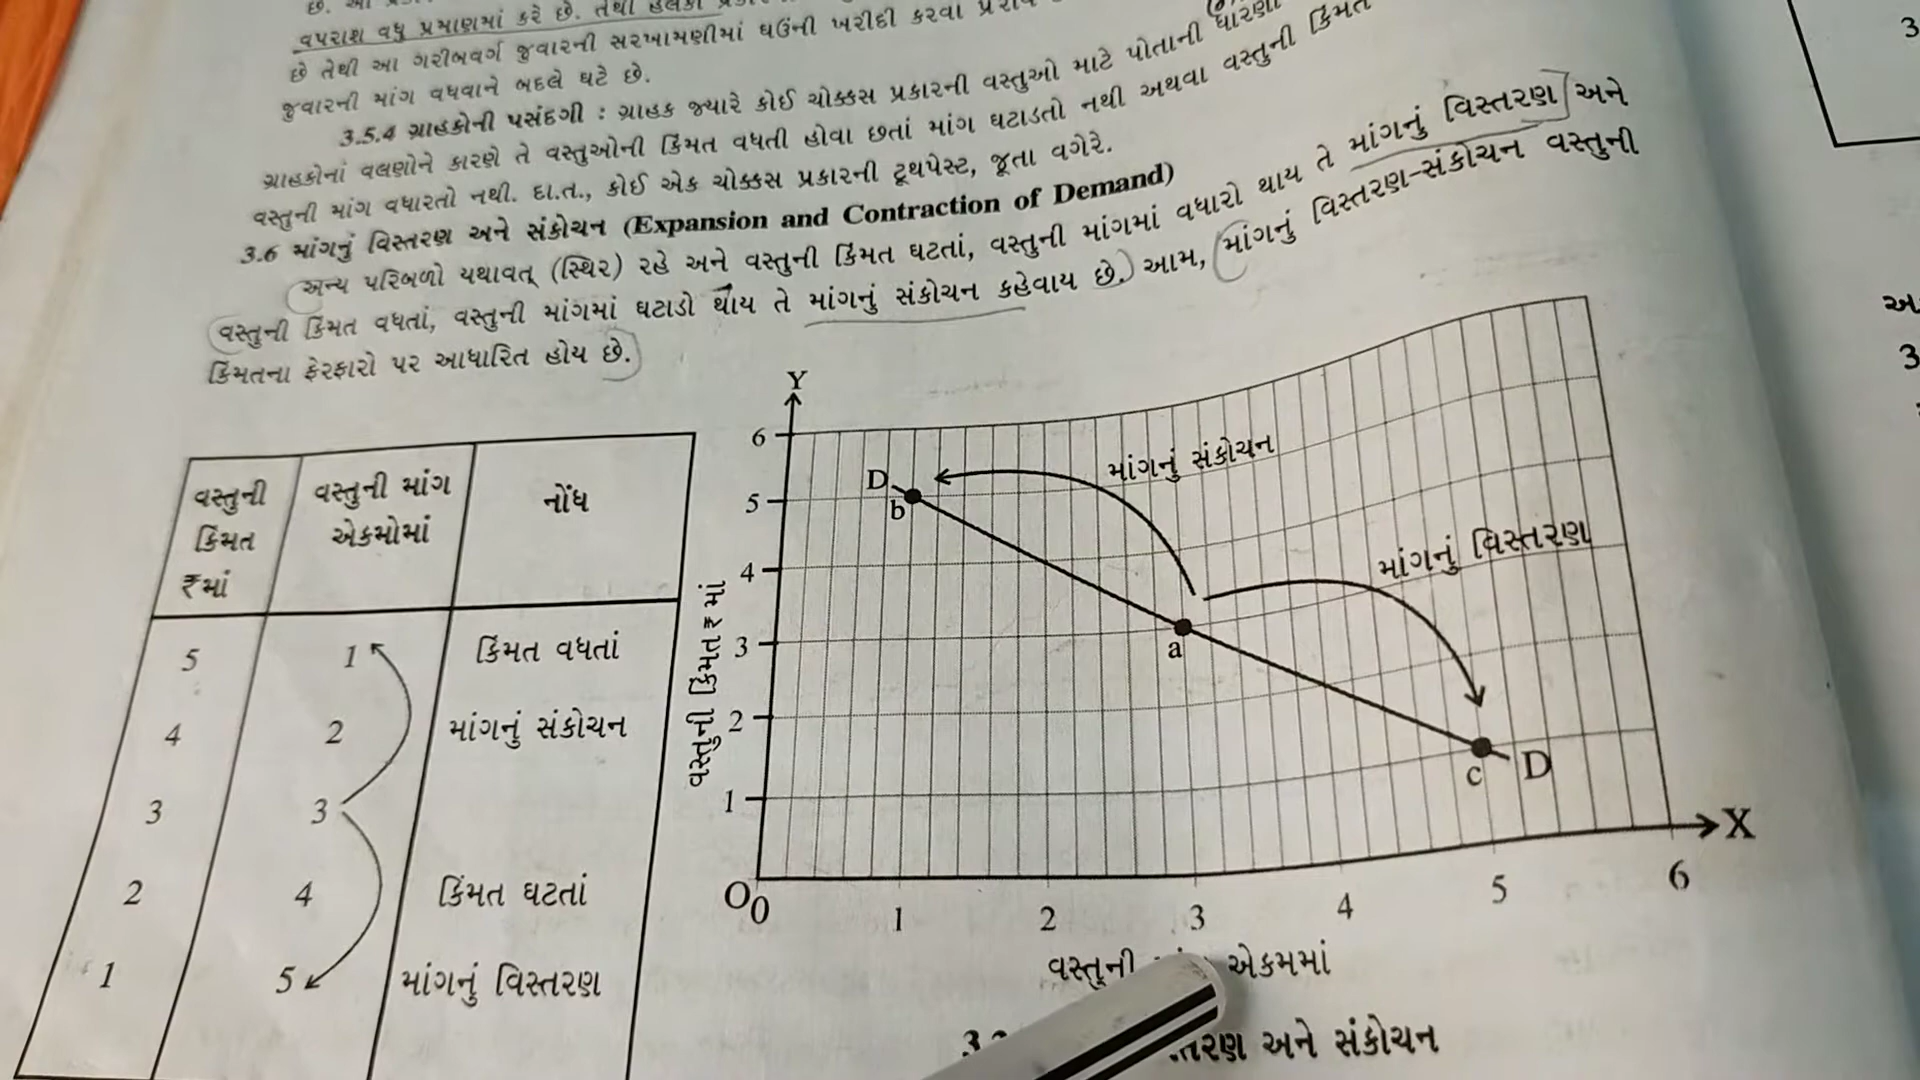 વપરાશ વધુ પ્રમાણમાં કરે છે. તેથી હલકા
છે તેથી આ ગરીબવર્ગ જુવારની સરખામણીમાં ઘઉંની ખરીદી કરવા
જુવારની માંગ વધવાને બદલે ઘટે છે.
3.5.4 ગ્રાહકોની પસંદગી : ગ્રાહક જ્યારે કોઈ ચોક્કસ પ્રકારની વસ્તુઓ માટે પોતાની ધારણા
ગ્રાહકોનાં વલણોને કારણે તે વસ્તુઓની કિંમત વધતી હોવા છતાં માંગ ઘટાડતો નથી અથવા વસ્તુની કિંમત
વસ્તુની માંગ વધારતો નથી. દા.ત., કોઈ એક ચોક્કસ પ્રકારની ટૂથપેસ્ટ, જૂતા વગેરે.
3.6 માંગનું વિસ્તરણ અને સંકોચન (Expansion and Contraction of Demand)
અન્ય પરિબળો યથાવત્ (સ્થિર) રહે અને વસ્તુની કિંમત ઘટતાં, વસ્તુની માંગમાં વધારો થાય તે માંગનું વિસ્તરણ અને
વસ્તુની કિંમત વધતાં, વસ્તુની માંગમાં ઘટાડો થાય તે માંગનું સંકોચન કહેવાય છે. આમ, માંગનું વિસ્તરણ-સંકોચન વસ્તુની
કિંમતના ફેરફારો પર આધારિત હોય છે.
વસ્તુની કિંમત ₹માં
વસ્તુની માંગ એકમોમાં
નોંધ
5 1 કિંમત વધતાં
4 2 માંગનું સંકોચન
3 3
2 4 કિંમત ઘટતાં
1 5 માંગનું વિસ્તરણ
Y
6
5
4
3
2
1
O
વસ્તુની કિંમત ₹ માં
D
b
માંગનું સંકોચન
a
માંગનું વિસ્તરણ
c
D
X
0 1 2 3 4 5 6
વસ્તુની એકમમાં
અને સંકોચન
3
3